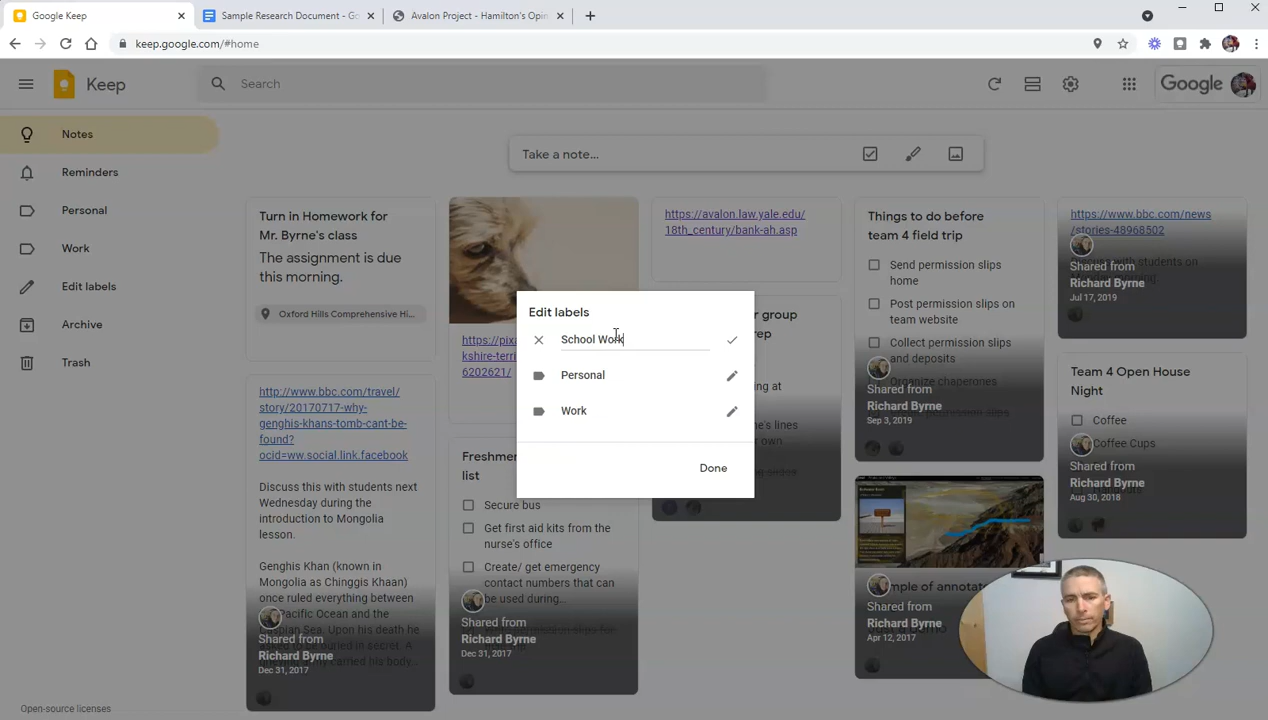 Google Keep
Sample Research Document - Go
Avalon Project - Hamilton's Opin
keep.google.com/#home
Keep
Search
Google
Notes
Reminders
Personal
Work
Edit labels
Archive
Trash
Open-source licenses
Take a note...
Turn in Homework for
Mr. Byrne's class
The assignment is due
this morning.
Oxford Hills Comprehensive Hi...
http://www.bbc.com/travel/
story/20170717-why-
genghis-khans-tomb-cant-be-
found?
ocid=ww.social.link.facebook
Discuss this with students next
Wednesday during the
introduction to Mongolia
lesson.
Genghis Khan (known in
Mongolia as Chinggis Khaan)
once ruled everything between
Pacific Ocean and the
Caspian Sea. Upon his death he
asked to be buried in secret. A
carried his body...
Shared from
Richard Byrne
Dec 31, 2017
https://pix
kshire-terri
6202621/
Freshmen
list
Secure bus
Get first aid kits from the
nurse's office
Create/ get emergency
contact numbers that can
be used during...
Shared from
Richard Byrne
Dec 31, 2017
https://avalon.law.yale.edu/
18th_century/bank-ah.asp
r group
ep
ing at
e's lines
r own
Things to do before
team 4 field trip
Send permission slips
home
Post permission slips on
team website
Collect permission slips
and deposits
Organize chaperones
Shared from
Richard Byrne
Sep 3, 2019
mple of annotate
Shared from
Richard Byrne
Apr 12, 2017
https://www.bbc.com/news
/stories-48968502
with students on
Shared from
Richard Byrne
Jul 17, 2019
Team 4 Open House
Night
Coffee
Coffee Cups
Shared from
Richard Byrne
Aug 30, 2018
Edit labels
School Work
Personal
Work
Done